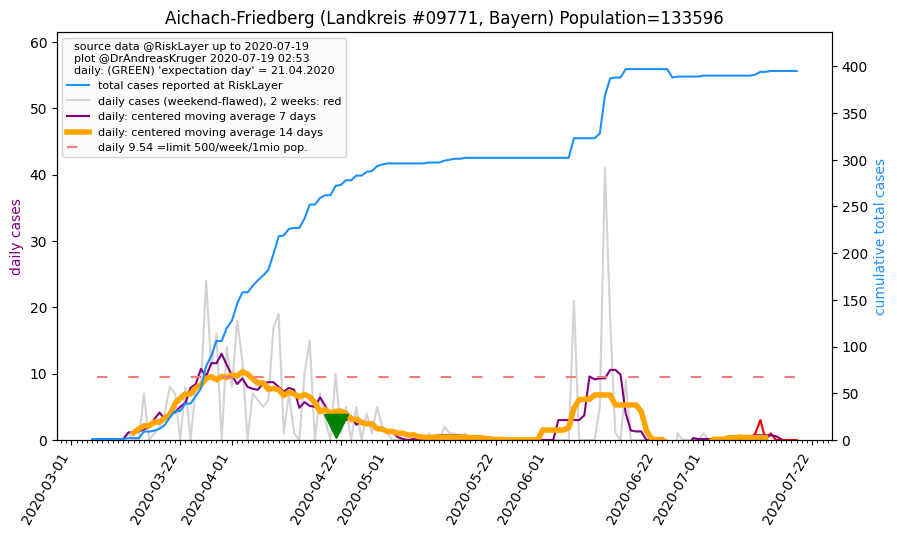 Aichach-Friedberg (Landkreis #09771, Bayern) Population=133596
source data @RiskLayer up to 2020-07-19
plot @DrAndreasKruger 2020-07-19 02:53
daily: (GREEN) 'expectation day' = 21.04.2020
total cases reported at RiskLayer
daily cases (weekend-flawed), 2 weeks: red
daily: centered moving average 7 days
daily: centered moving average 14 days
daily 9.54 =limit 500/week/1mio pop.
daily cases
60
50
40
30
20
10
0
cumulative total cases
400
350
300
250
200
150
100
50
0
2020-03-01
2020-03-22
2020-04-01
2020-04-22
2020-05-01
2020-05-22
2020-06-01
2020-06-22
2020-07-01
2020-07-22